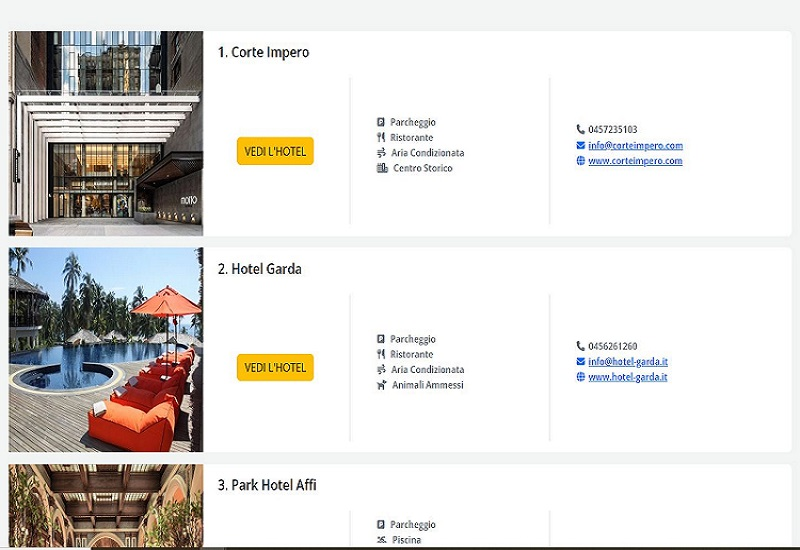 1. Corte Impero
VEDI L'HOTEL
Parcheggio
Ristorante
Aria Condizionata
Centro Storico
0457235103
info@corteimpero.com
www.corteimpero.com
2. Hotel Garda
VEDI L'HOTEL
Parcheggio
Ristorante
Aria Condizionata
Animali Ammessi
0456261260
info@hotel-garda.it
www.hotel-garda.it
3. Park Hotel Affi
Parcheggio
Piscina